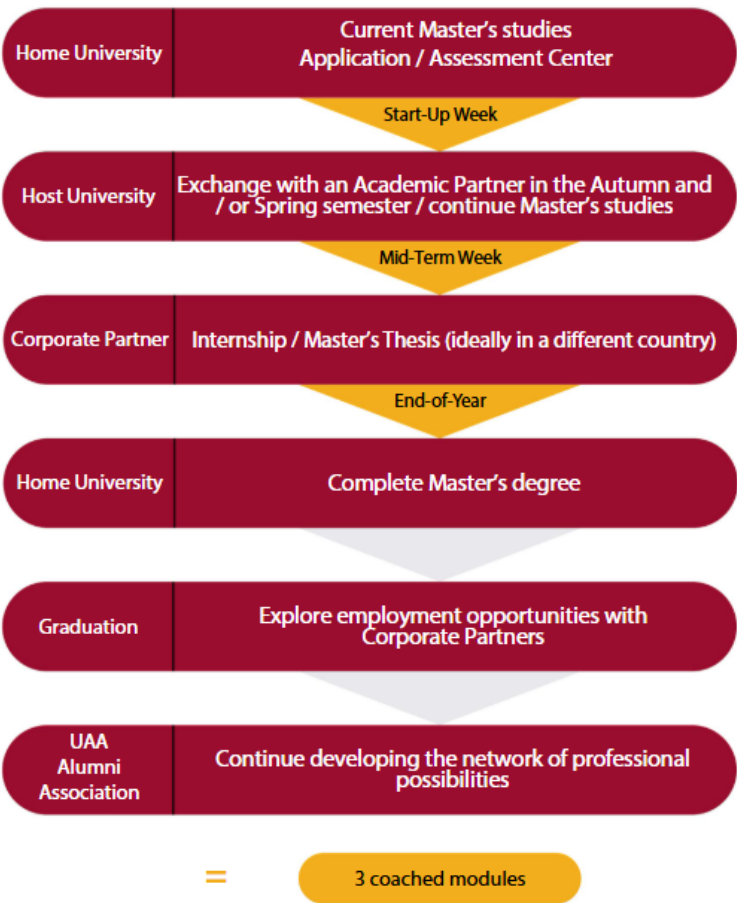 Home University
Current Master's studies
Application / Assessment Center
Start-Up Week
Host University
Exchange with an Academic Partner in the Autumn and
/ or Spring semester / continue Master's studies
Mid-Term Week
Corporate Partner
Internship / Master's Thesis (ideally in a different country)
End-of-Year
Home University
Complete Master's degree
Graduation
Explore employment opportunities with
Corporate Partners
UAA
Alumni
Association
Continue developing the network of professional
possibilities
=
3 coached modules